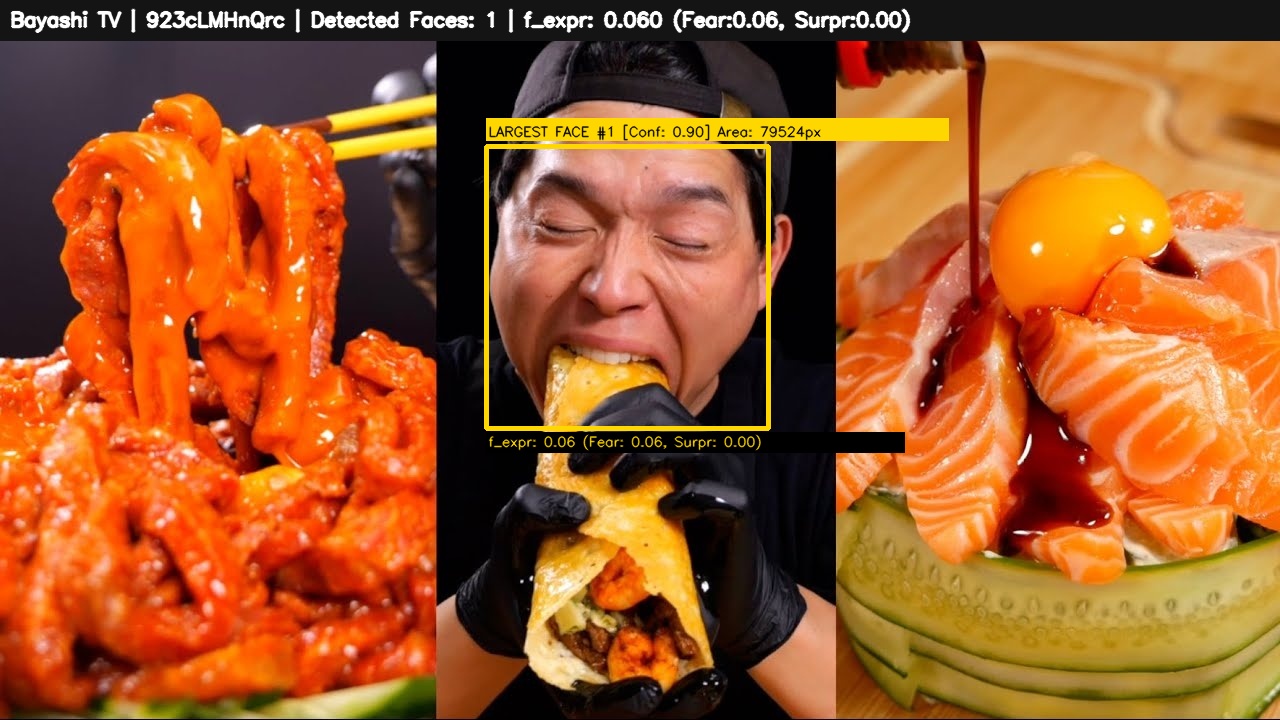 Bayashi TV | 923cLMHnQrc | Detected Faces: 1 | f_expr: 0.060 (Fear:0.06, Surpr:0.00)
LARGEST FACE #1 [Conf: 0.90] Area: 79524px
f_expr: 0.06 (Fear: 0.06, Surpr: 0.00)